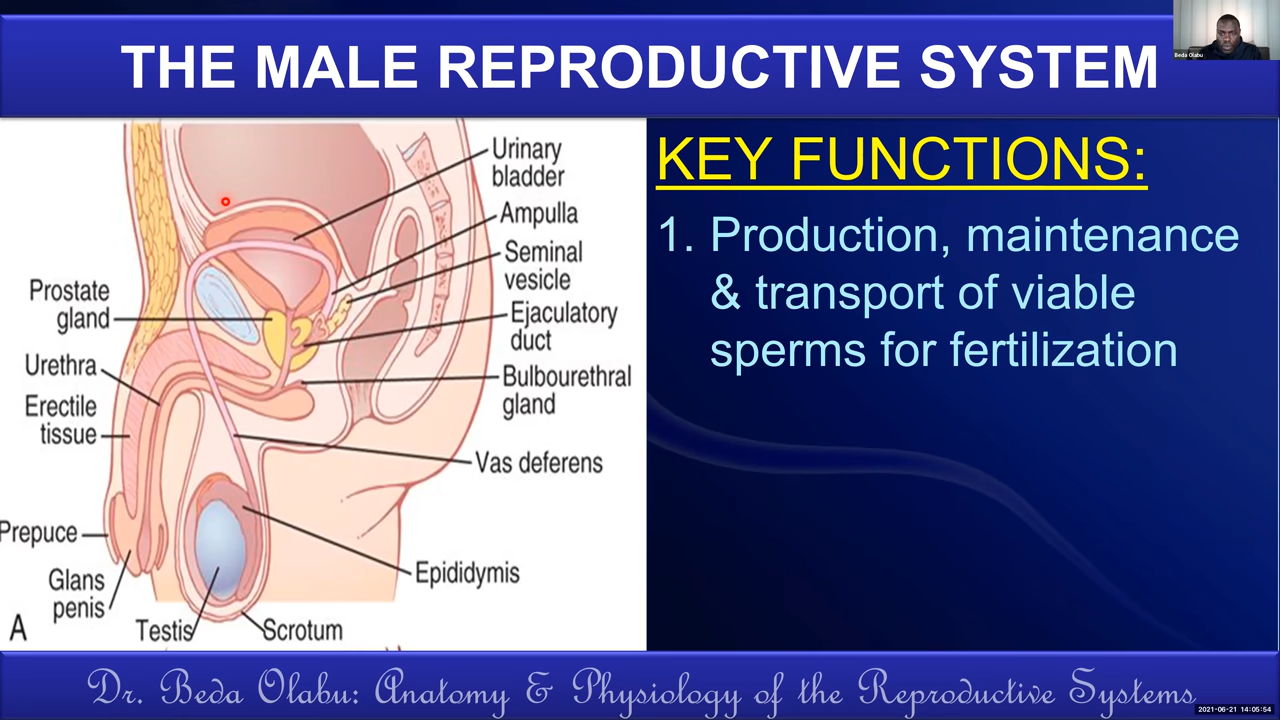 THE MALE REPRODUCTIVE SYSTEM
Beda Olabu
Urinary
bladder
Ampulla
Seminal
vesicle
Prostate
gland
Ejaculatory
duct
Urethra
Bulbourethral
gland
Erectile
tissue
Vas deferens
Prepuce
Epididymis
Glans
penis
A
Testis
Scrotum
KEY FUNCTIONS:
1. Production, maintenance
& transport of viable
sperms for fertilization
Dr. Beda Olabu: Anatomy & Physiology of the Reproductive Systems
2021-06-21 14:05:54